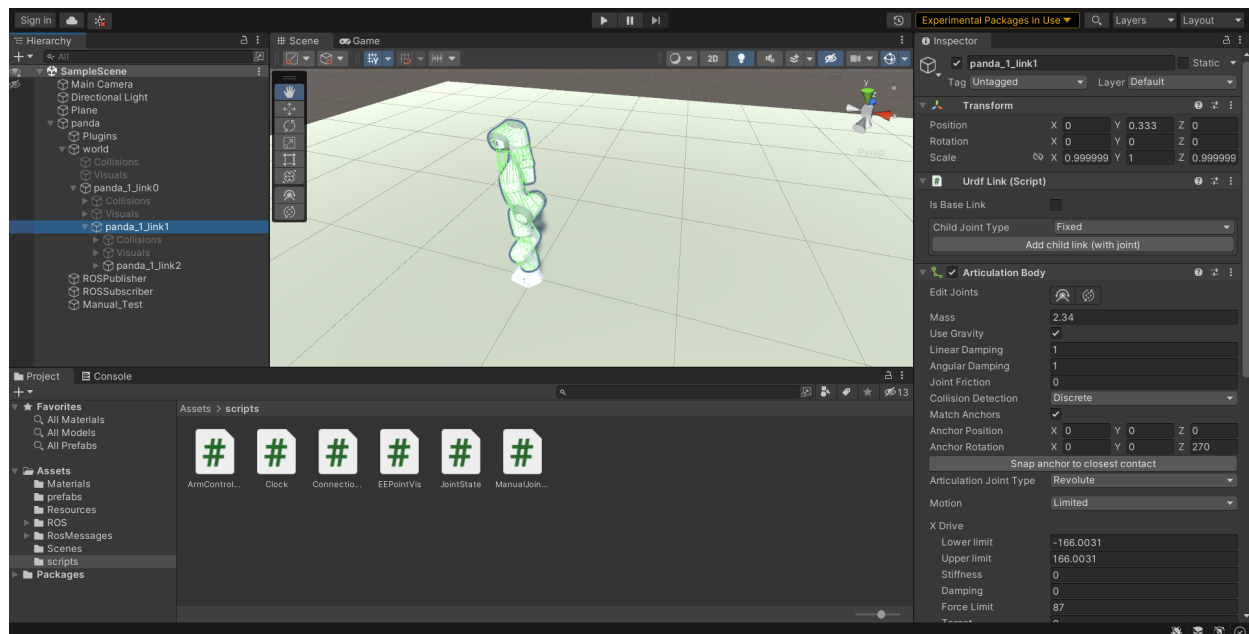 Sign in
Experimental Packages In Use
Layers
Layout
Hierarchy
Scene
Game
Inspector
All
2D
SampleScene
Main Camera
Directional Light
Plane
panda
Plugins
world
Collisions
Visuals
panda_1_link0
Collisions
Visuals
panda_1_link1
Collisions
Visuals
panda_1_link2
ROSPublisher
ROSSubscriber
Manual_Test
y
z
Persp
panda_1_link1
Static
Tag Untagged Layer Default
Transform
Position X 0 Y 0.333 Z 0
Rotation X 0 Y 0 Z 0
Scale X 0.999999 Y 1 Z 0.999999
# Urdf Link (Script)
Is Base Link
Child Joint Type Fixed
Add child link (with joint)
Articulation Body
Edit Joints
Mass 2.34
Use Gravity
Linear Damping 1
Angular Damping 1
Joint Friction 0
Collision Detection Discrete
Match Anchors
Anchor Position X 0 Y 0 Z 0
Anchor Rotation X 0 Y 0 Z 270
Snap anchor to closest contact
Articulation Joint Type Revolute
Motion Limited
X Drive
Lower limit -166.0031
Upper limit 166.0031
Stiffness 0
Damping 0
Force Limit 87
Target 0
Project
Console
13
Favorites
All Materials
All Models
All Prefabs
Assets
Materials
prefabs
Resources
ROS
RosMessages
Scenes
scripts
Packages
Assets > scripts
# # # # # #
ArmControl... Clock Connectio... EEPointVis JointState ManualJoin...